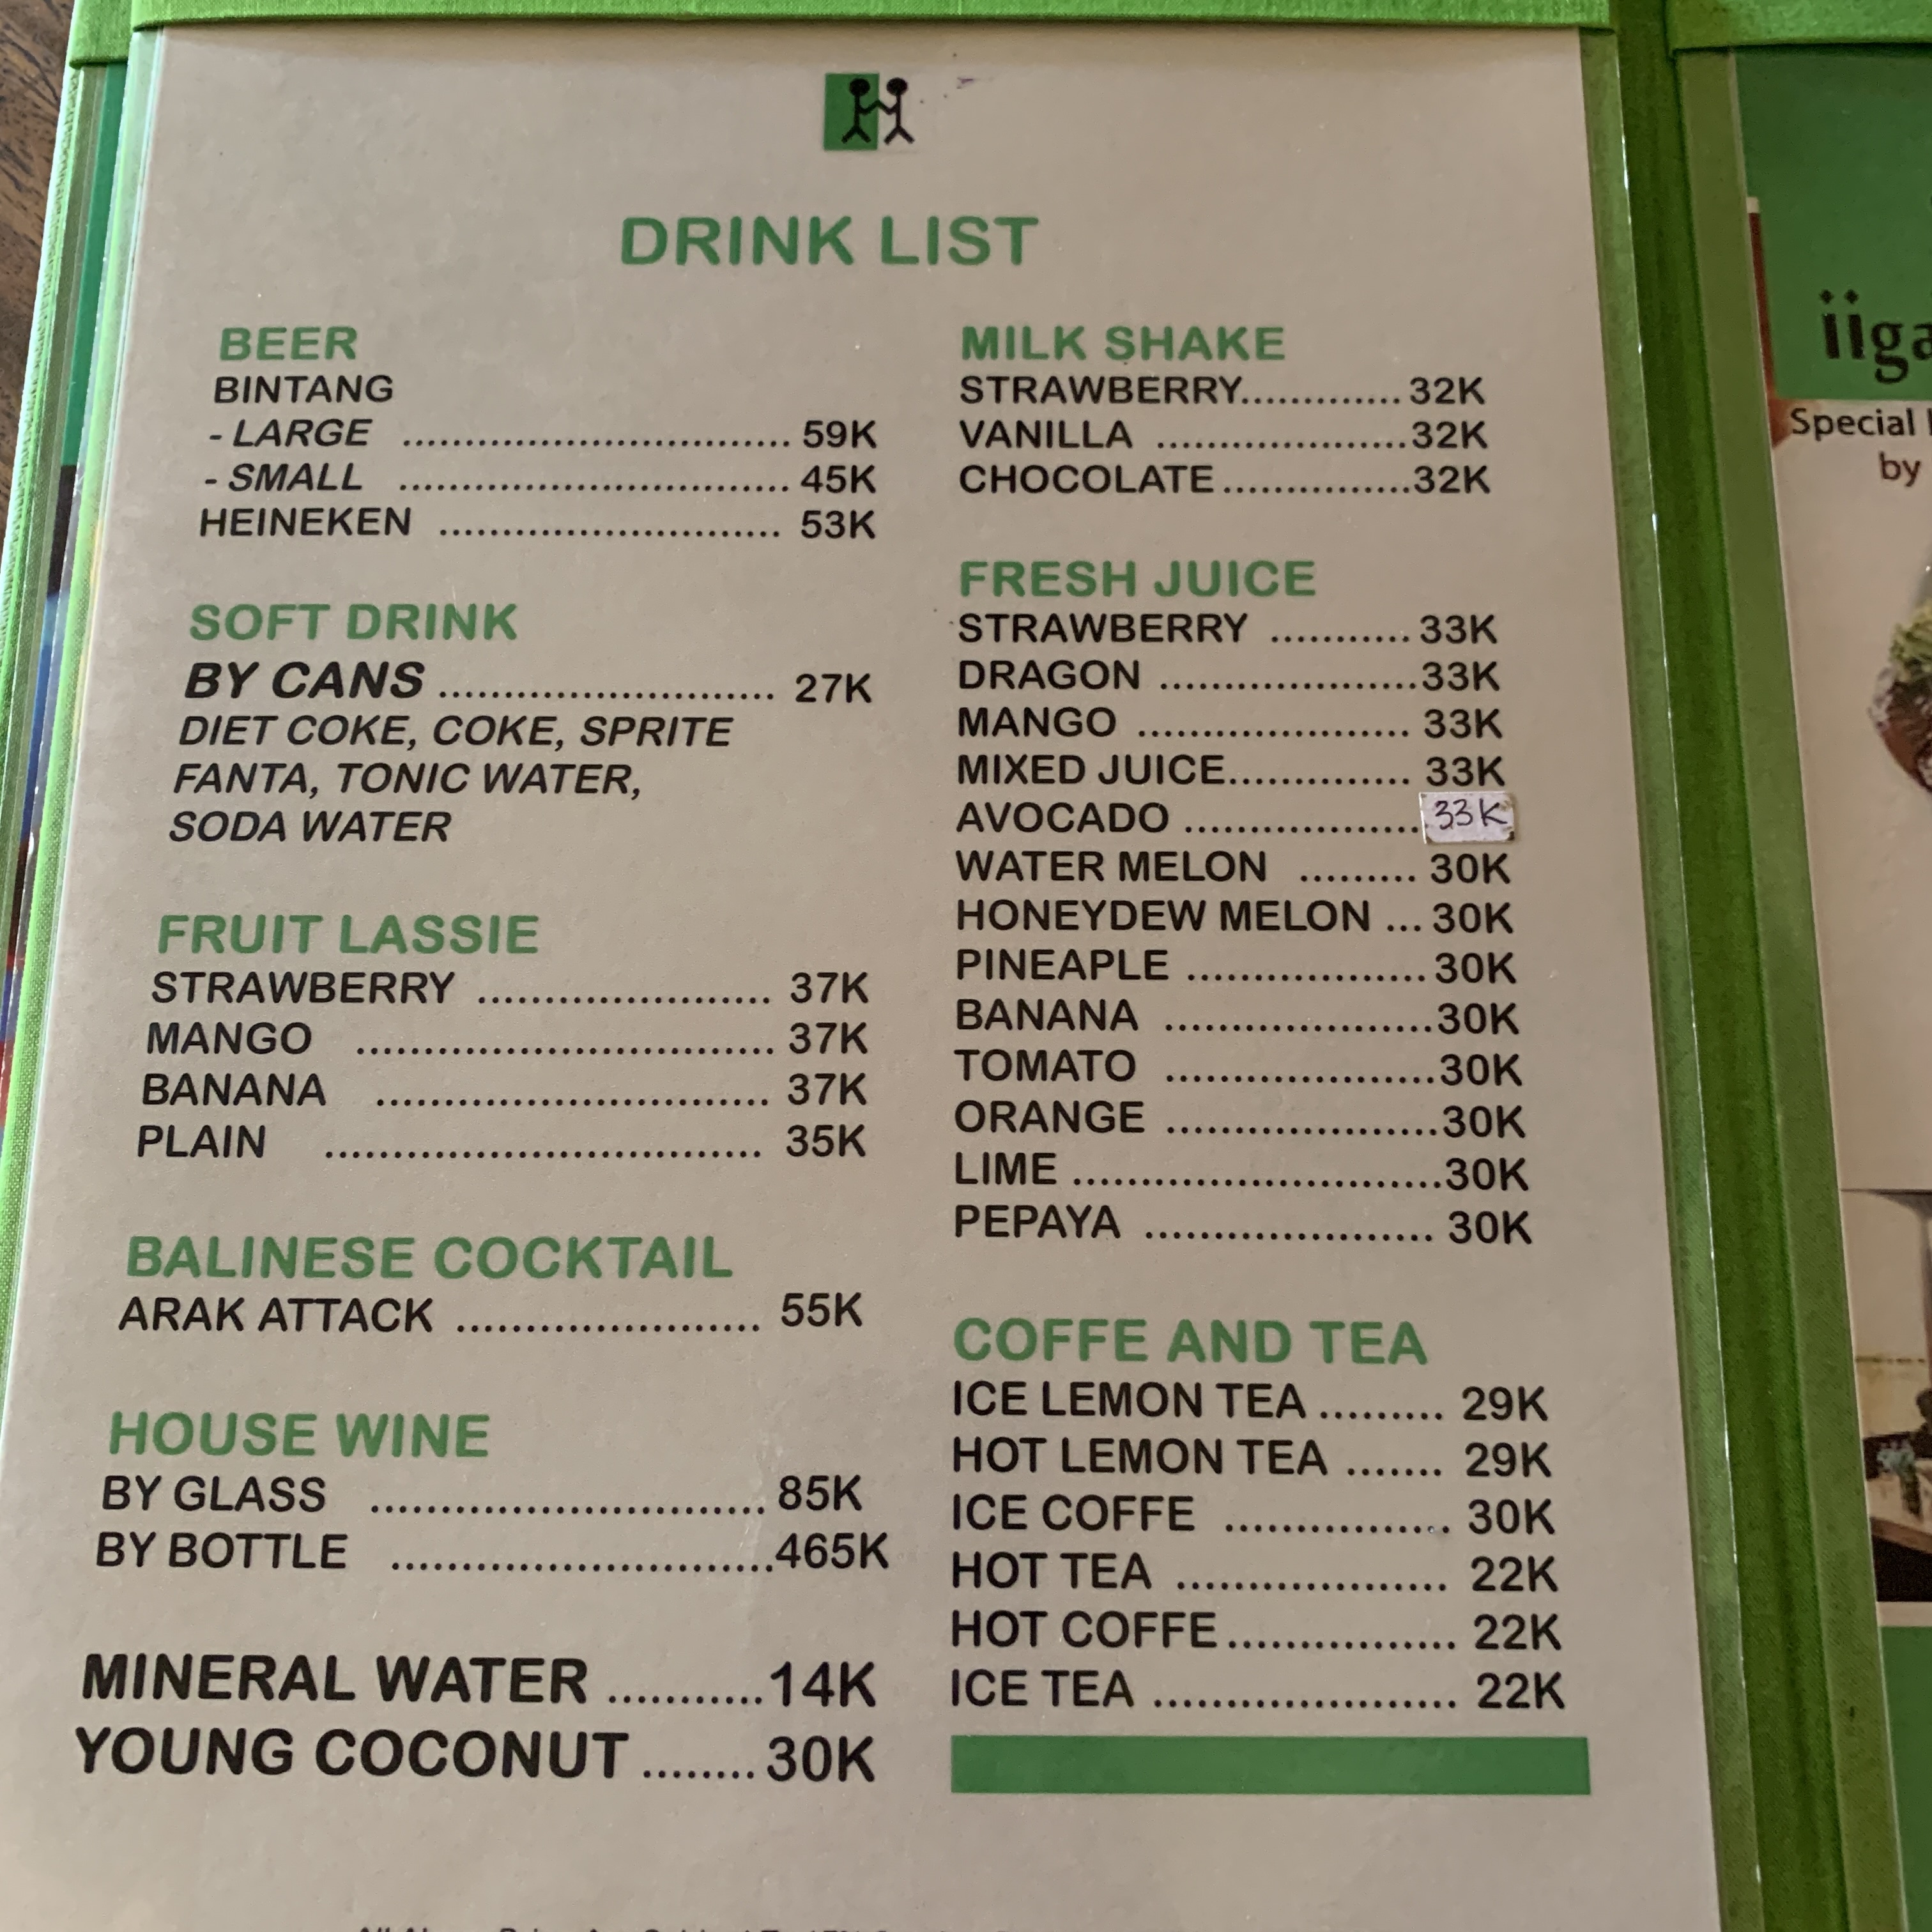 DRINK LIST
BEER
BINTANG
- LARGE ................................ 59K
- SMALL ................................ 45K
HEINEKEN ............................ 53K
SOFT DRINK
BY CANS .......................... 27K
DIET COKE, COKE, SPRITE
FANTA, TONIC WATER,
SODA WATER
FRUIT LASSIE
STRAWBERRY ...................... 37K
MANGO ............................... 37K
BANANA ............................. 37K
PLAIN ................................ 35K
BALINESE COCKTAIL
ARAK ATTACK ...................... 55K
HOUSE WINE
BY GLASS ............................ 85K
BY BOTTLE ...........................465K
MINERAL WATER ...........14K
YOUNG COCONUT ........30K
MILK SHAKE
STRAWBERRY............. 32K
VANILLA ....................32K
CHOCOLATE...............32K
FRESH JUICE
STRAWBERRY ...........33K
DRAGON ....................33K
MANGO ..................... 33K
MIXED JUICE.............. 33K
AVOCADO ...................33K
WATER MELON ......... 30K
HONEYDEW MELON ... 30K
PINEAPLE ..................30K
BANANA ....................30K
TOMATO ....................30K
ORANGE ....................30K
LIME ...........................30K
PEPAYA ...................... 30K
COFFE AND TEA
ICE LEMON TEA ......... 29K
HOT LEMON TEA ....... 29K
ICE COFFE ................ 30K
HOT TEA ................... 22K
HOT COFFE................ 22K
ICE TEA ..................... 22K
Special
by